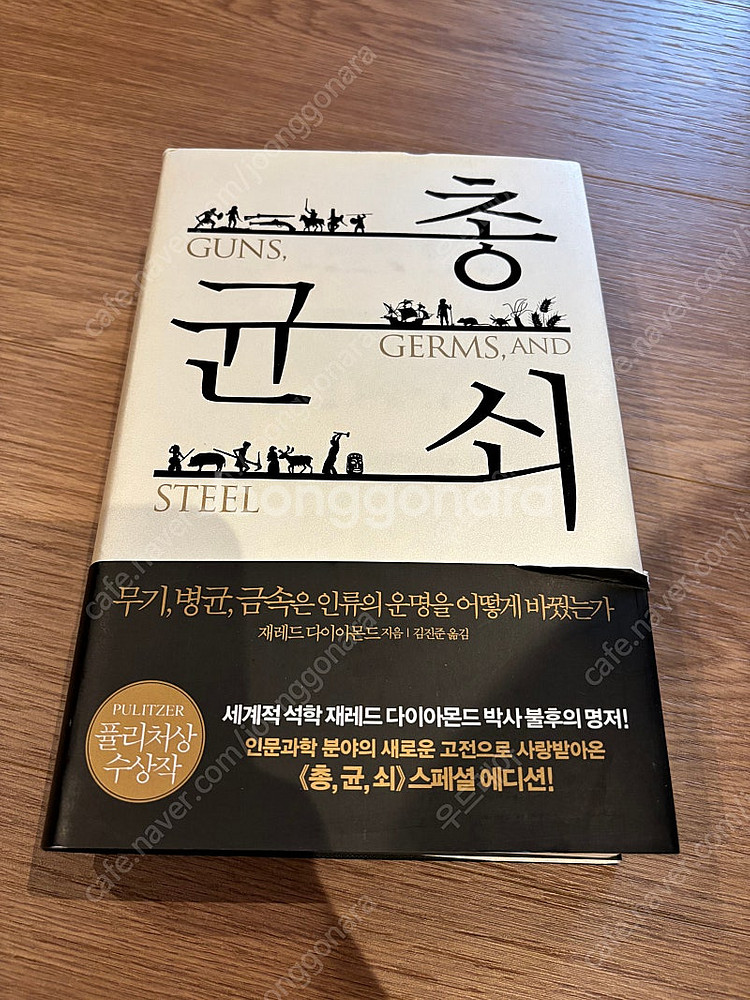 총
GUNS,
균
GERMS, AND
쇠
STEEL
무기, 병균, 금속은 인류의 운명을 어떻게 바꿨는가
재레드 다이아몬드 지음 | 김진준 옮김
PULITZER
퓰리처상
수상작
세계적 석학 재레드 다이아몬드 박사 불후의 명저!
인문과학 분야의 새로운 고전으로 사랑받아온
《총, 균, 쇠》 스페셜 에디션!
joonggonara
cafe.naver.com/joonggonara